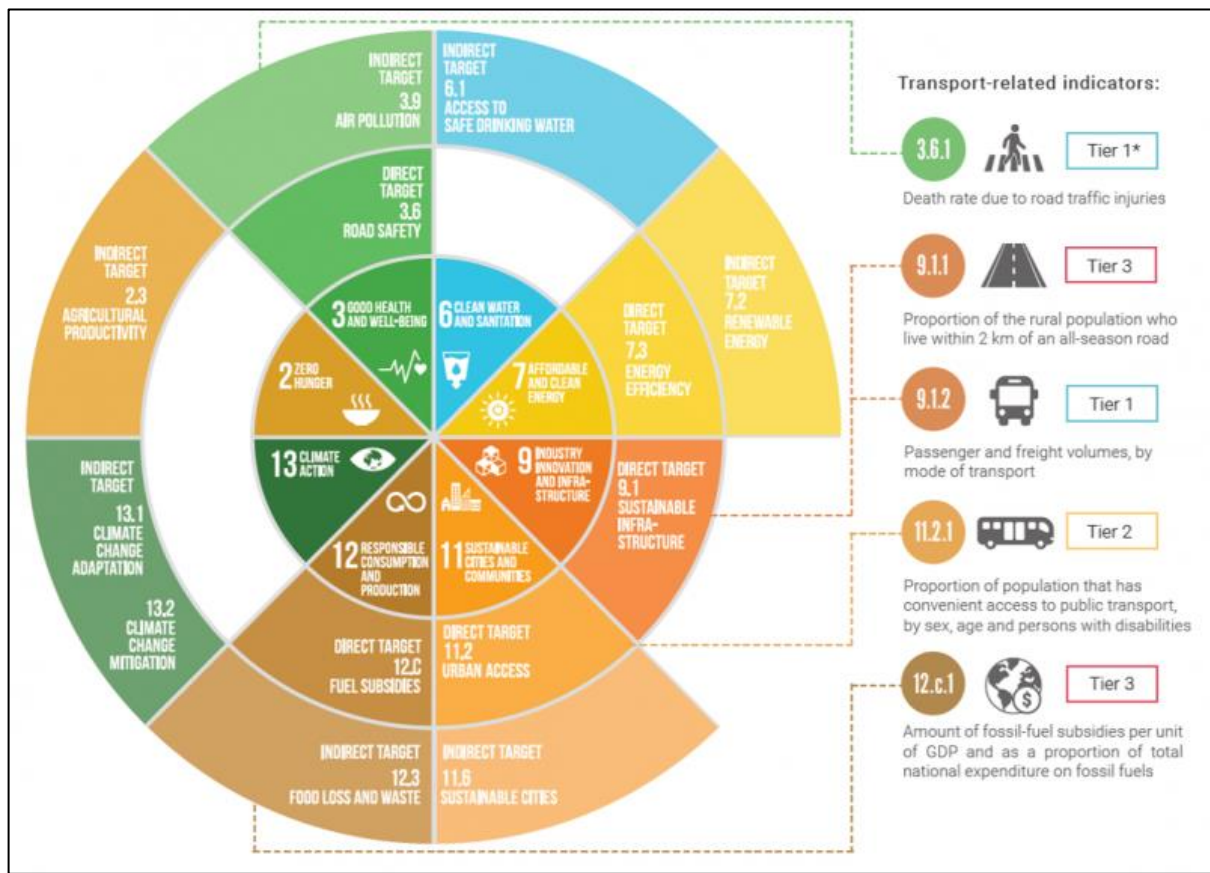 INDIRECT
TARGET
3.9
AIR POLLUTION
INDIRECT
TARGET
6.1
ACCESS TO
SAFE DRINKING WATER
DIRECT
TARGET
3.6
ROAD SAFETY
INDIRECT
TARGET
2.3
AGRICULTURAL
PRODUCTIVITY
INDIRECT
TARGET
7.2
RENEWABLE
ENERGY
DIRECT
TARGET
7.3
ENERGY
EFFICIENCY
3 GOOD HEALTH
AND WELL-BEING
6 CLEAN WATER
AND SANITATION
2 ZERO
HUNGER
7 AFFORDABLE
AND CLEAN
ENERGY
13 CLIMATE
ACTION
9 INDUSTRY
INNOVATION
AND INFRA-
STRUCTURE
12 RESPONSIBLE
CONSUMPTION
AND
PRODUCTION
11 SUSTAINABLE
CITIES AND
COMMUNITIES
DIRECT TARGET
9.1
SUSTAINABLE
INFRA-
STRUCTURE
INDIRECT
TARGET
13.1
CLIMATE
CHANGE
ADAPTATION
13.2
CLIMATE
CHANGE
MITIGATION
DIRECT TARGET
12.C
FUEL SUBSIDIES
DIRECT TARGET
11.2
URBAN ACCESS
INDIRECT TARGET
12.3
FOOD LOSS AND WASTE
INDIRECT TARGET
11.6
SUSTAINABLE CITIES
Transport-related indicators:
3.6.1
Tier 1*
Death rate due to road traffic injuries
9.1.1
Tier 3
Proportion of the rural population who
live within 2 km of an all-season road
9.1.2
Tier 1
Passenger and freight volumes, by
mode of transport
11.2.1
Tier 2
Proportion of population that has
convenient access to public transport,
by sex, age and persons with disabilities
12.c.1
$
Tier 3
Amount of fossil-fuel subsidies per unit
of GDP and as a proportion of total
national expenditure on fossil fuels